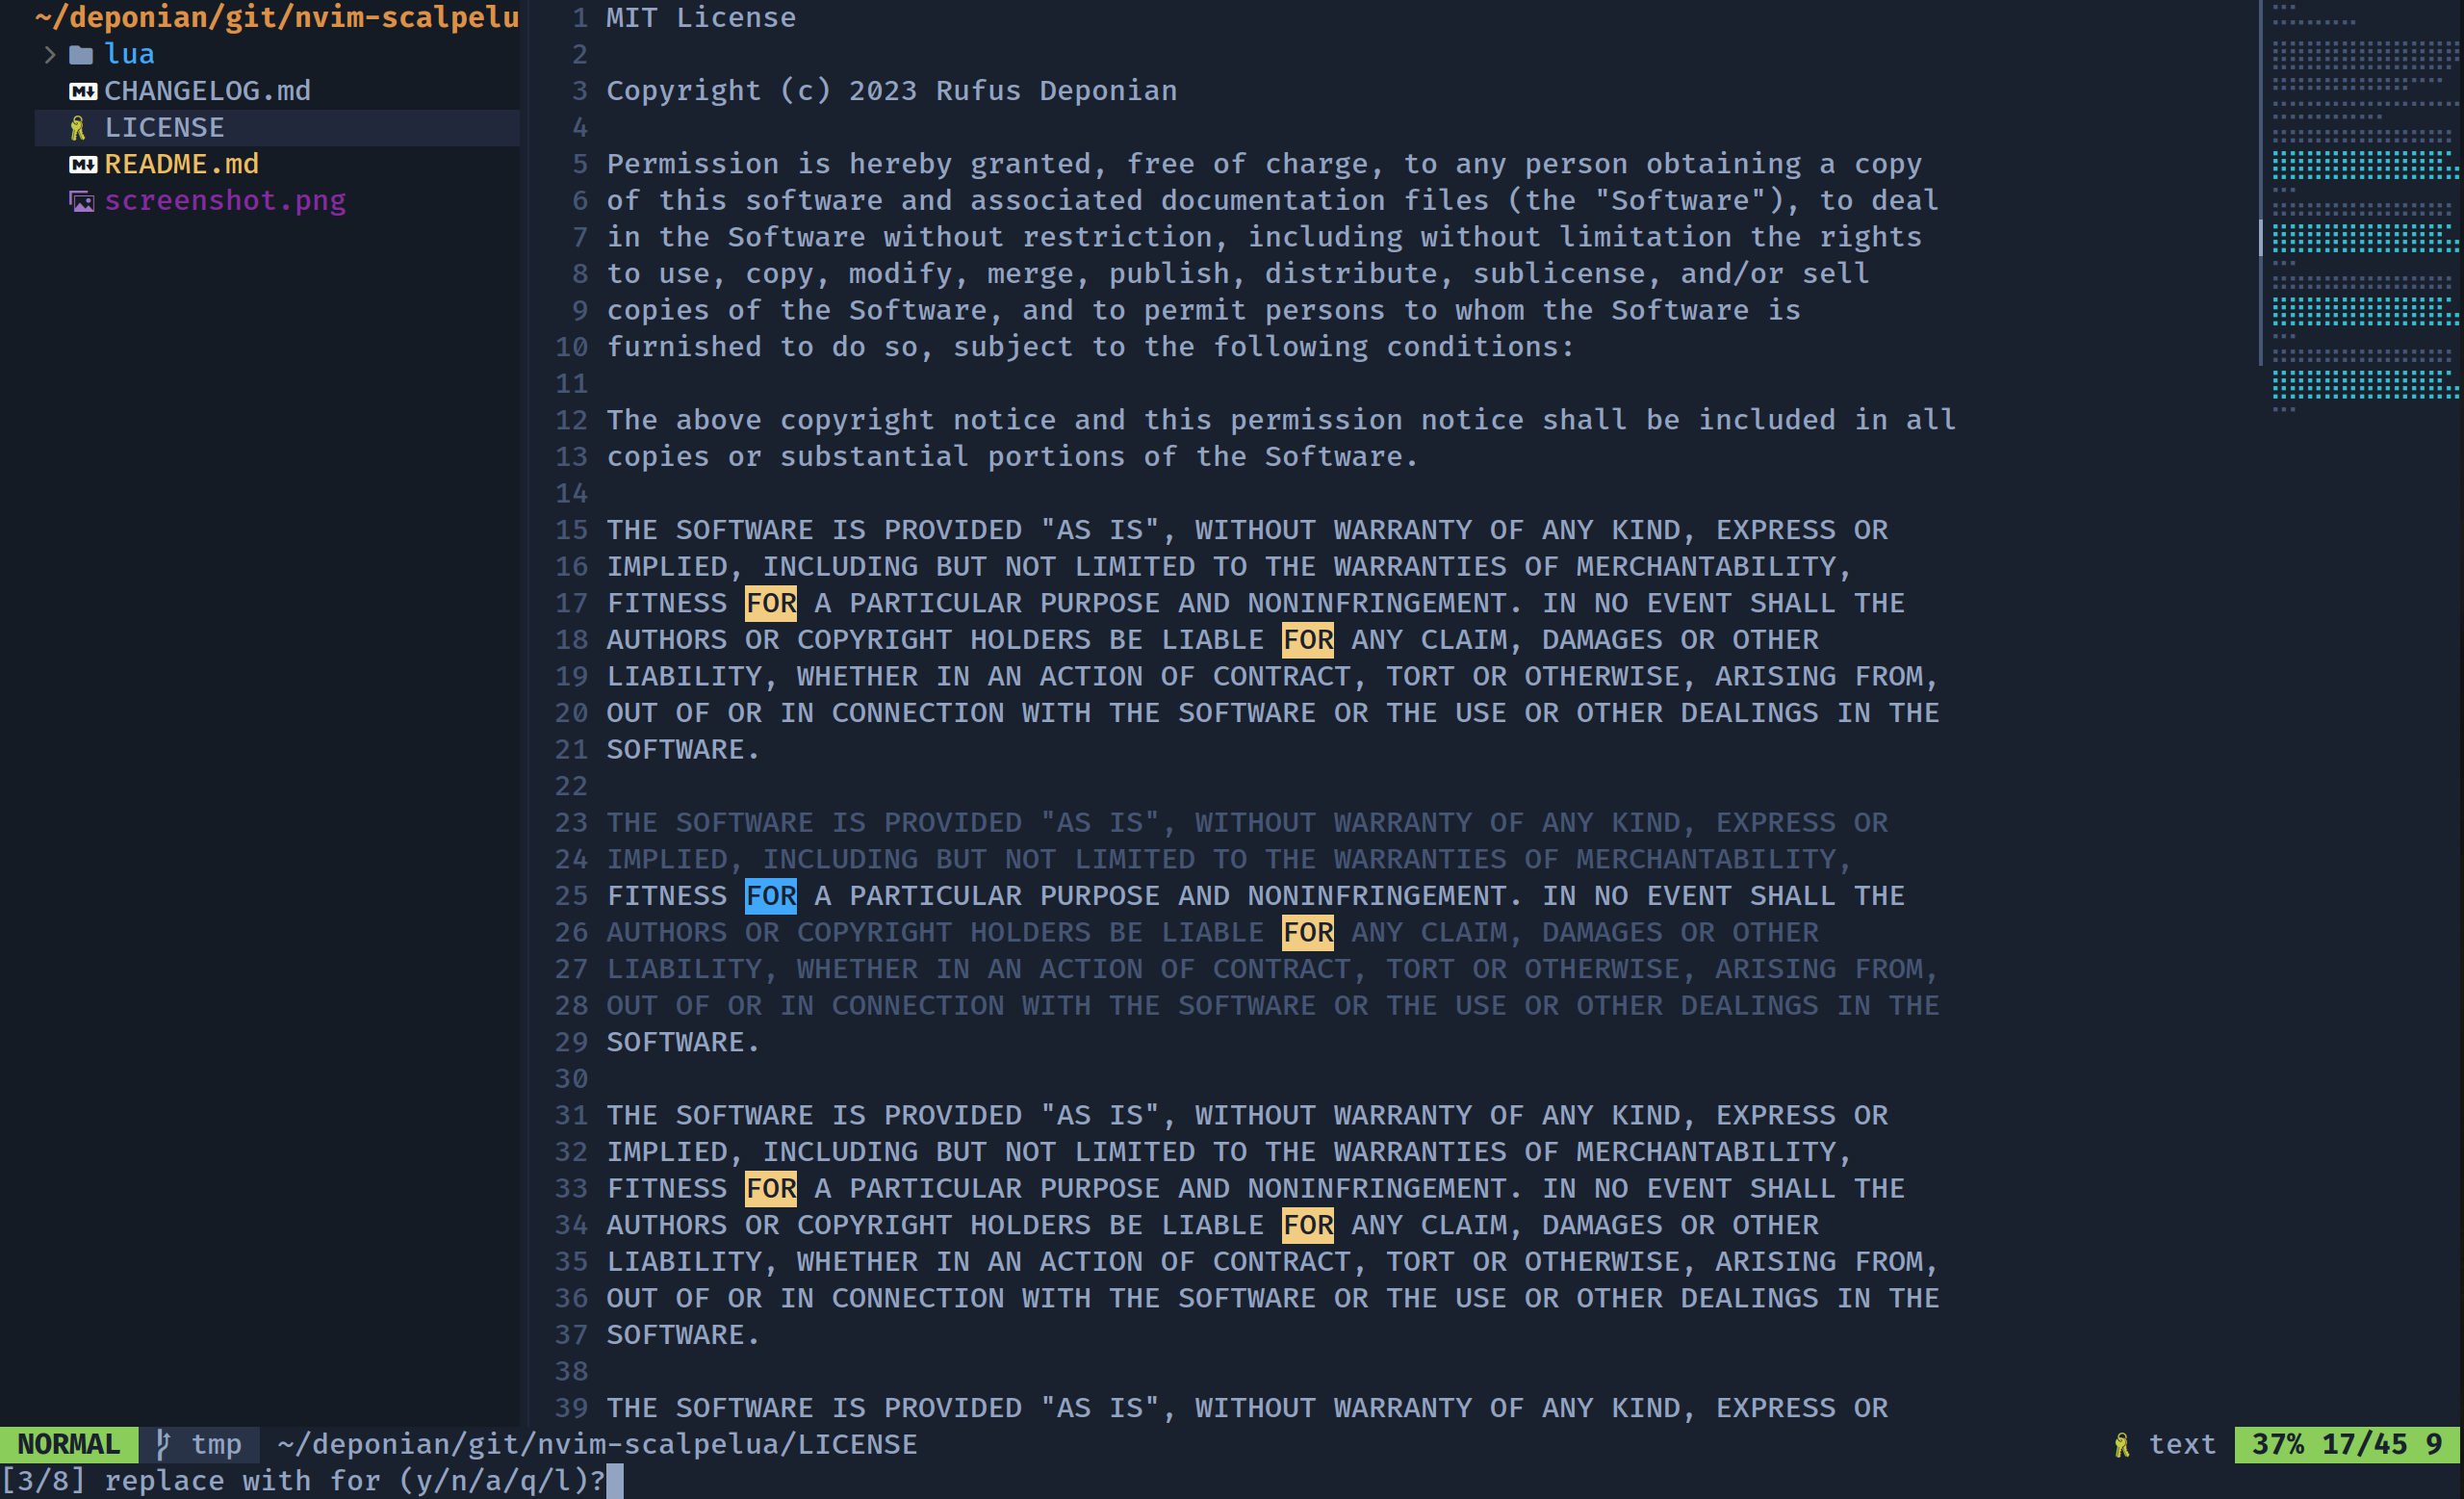 ~/deponian/git/nvim-scalpelu
lua
CHANGELOG.md
LICENSE
README.md
screenshot.png
1 MIT License
2
3 Copyright (c) 2023 Rufus Deponian
4
5 Permission is hereby granted, free of charge, to any person obtaining a copy
6 of this software and associated documentation files (the "Software"), to deal
7 in the Software without restriction, including without limitation the rights
8 to use, copy, modify, merge, publish, distribute, sublicense, and/or sell
9 copies of the Software, and to permit persons to whom the Software is
10 furnished to do so, subject to the following conditions:
11
12 The above copyright notice and this permission notice shall be included in all
13 copies or substantial portions of the Software.
14
15 THE SOFTWARE IS PROVIDED "AS IS", WITHOUT WARRANTY OF ANY KIND, EXPRESS OR
16 IMPLIED, INCLUDING BUT NOT LIMITED TO THE WARRANTIES OF MERCHANTABILITY,
17 FITNESS FOR A PARTICULAR PURPOSE AND NONINFRINGEMENT. IN NO EVENT SHALL THE
18 AUTHORS OR COPYRIGHT HOLDERS BE LIABLE FOR ANY CLAIM, DAMAGES OR OTHER
19 LIABILITY, WHETHER IN AN ACTION OF CONTRACT, TORT OR OTHERWISE, ARISING FROM,
20 OUT OF OR IN CONNECTION WITH THE SOFTWARE OR THE USE OR OTHER DEALINGS IN THE
21 SOFTWARE.
22
23 THE SOFTWARE IS PROVIDED "AS IS", WITHOUT WARRANTY OF ANY KIND, EXPRESS OR
24 IMPLIED, INCLUDING BUT NOT LIMITED TO THE WARRANTIES OF MERCHANTABILITY,
25 FITNESS FOR A PARTICULAR PURPOSE AND NONINFRINGEMENT. IN NO EVENT SHALL THE
26 AUTHORS OR COPYRIGHT HOLDERS BE LIABLE FOR ANY CLAIM, DAMAGES OR OTHER
27 LIABILITY, WHETHER IN AN ACTION OF CONTRACT, TORT OR OTHERWISE, ARISING FROM,
28 OUT OF OR IN CONNECTION WITH THE SOFTWARE OR THE USE OR OTHER DEALINGS IN THE
29 SOFTWARE.
30
31 THE SOFTWARE IS PROVIDED "AS IS", WITHOUT WARRANTY OF ANY KIND, EXPRESS OR
32 IMPLIED, INCLUDING BUT NOT LIMITED TO THE WARRANTIES OF MERCHANTABILITY,
33 FITNESS FOR A PARTICULAR PURPOSE AND NONINFRINGEMENT. IN NO EVENT SHALL THE
34 AUTHORS OR COPYRIGHT HOLDERS BE LIABLE FOR ANY CLAIM, DAMAGES OR OTHER
35 LIABILITY, WHETHER IN AN ACTION OF CONTRACT, TORT OR OTHERWISE, ARISING FROM,
36 OUT OF OR IN CONNECTION WITH THE SOFTWARE OR THE USE OR OTHER DEALINGS IN THE
37 SOFTWARE.
38
39 THE SOFTWARE IS PROVIDED "AS IS", WITHOUT WARRANTY OF ANY KIND, EXPRESS OR
NORMAL tmp ~/deponian/git/nvim-scalpelua/LICENSE text 37% 17/45 9
[3/8] replace with for (y/n/a/q/l)?